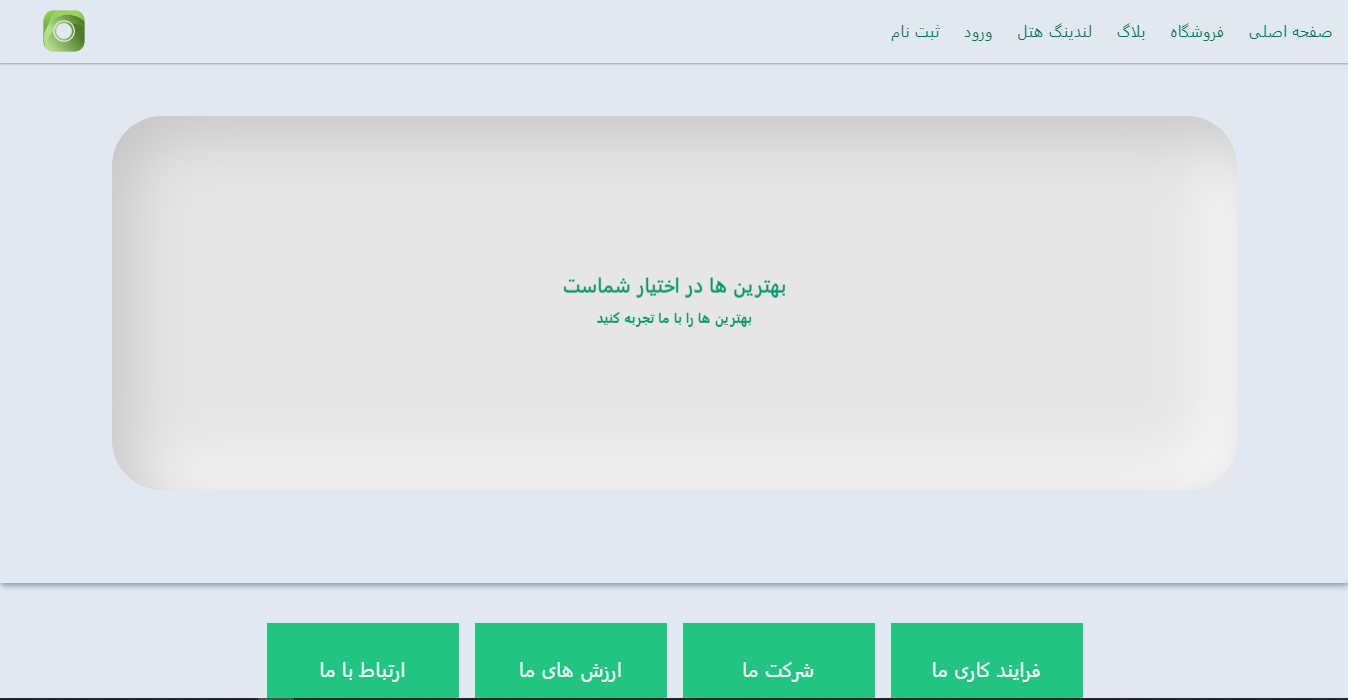 صفحه اصلی فروشگاه بلاگ لندینگ هتل ورود ثبت نام
بهترین ها در اختیار شماست
بهترین ها را با ما تجربه کنید
فرایند کاری ما شرکت ما ارزش های ما ارتباط با ما